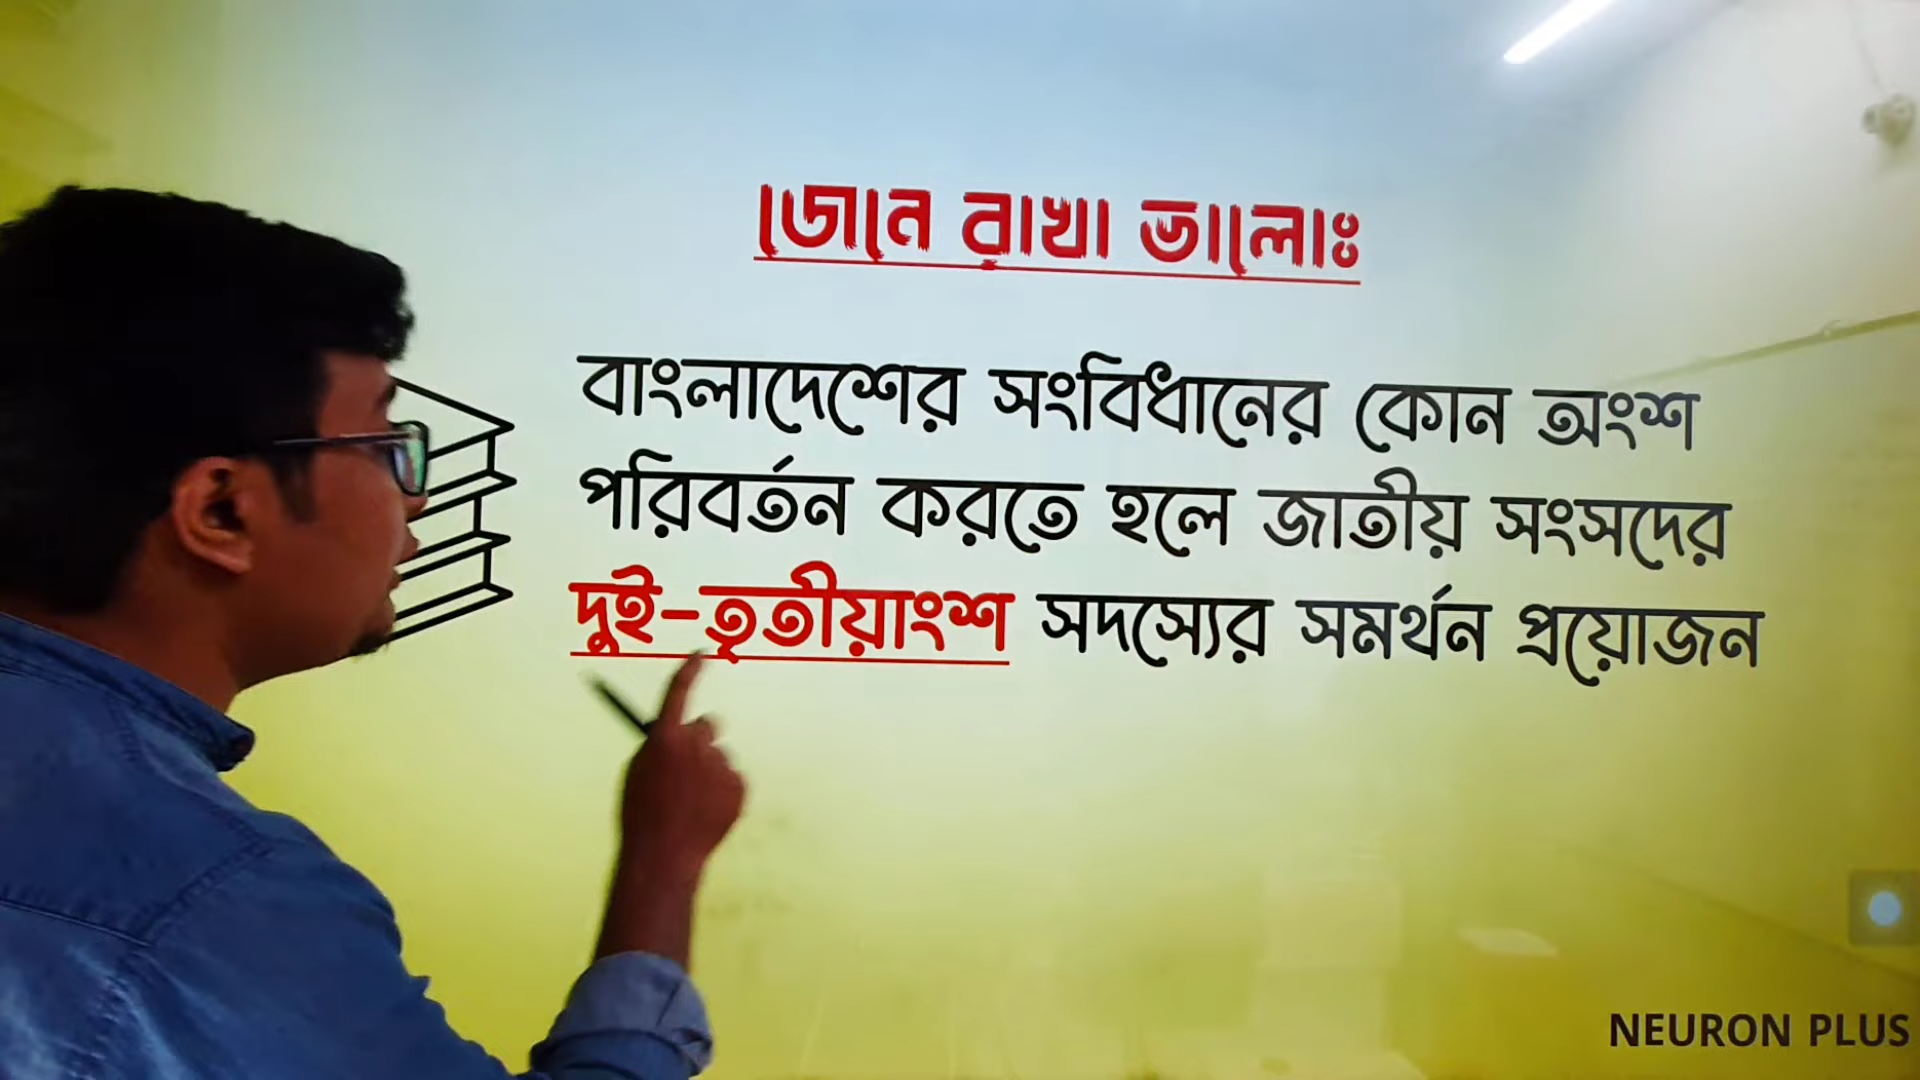 জেনে রাখা ভালোঃ
বাংলাদেশের সংবিধানের কোন অংশ
পরিবর্তন করতে হলে জাতীয় সংসদের
দুই-তৃতীয়াংশ সদস্যের সমর্থন প্রয়োজন
NEURON PLUS